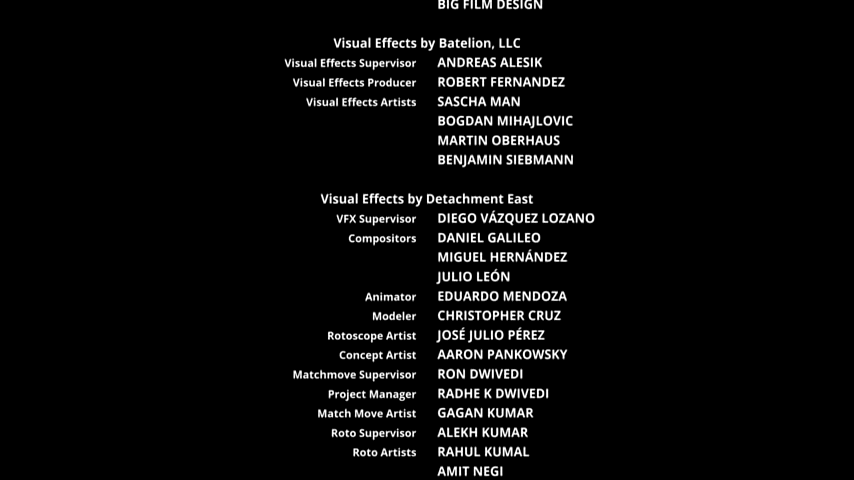 BIG FILM DESIGN
Visual Effects by Batelion, LLC
Visual Effects Supervisor ANDREAS ALESIK
Visual Effects Producer ROBERT FERNANDEZ
Visual Effects Artists SASCHA MAN
BOGDAN MIHAJLOVIC
MARTIN OBERHAUS
BENJAMIN SIEBMANN
Visual Effects by Detachment East
VFX Supervisor DIEGO VÁZQUEZ LOZANO
Compositors DANIEL GALILEO
MIGUEL HERNÁNDEZ
JULIO LEÓN
Animator EDUARDO MENDOZA
Modeler CHRISTOPHER CRUZ
Rotoscope Artist JOSÉ JULIO PÉREZ
Concept Artist AARON PANKOWSKY
Matchmove Supervisor RON DWIVEDI
Project Manager RADHE K DWIVEDI
Match Move Artist GAGAN KUMAR
Roto Supervisor ALEKH KUMAR
Roto Artists RAHUL KUMAL
AMIT NEGI